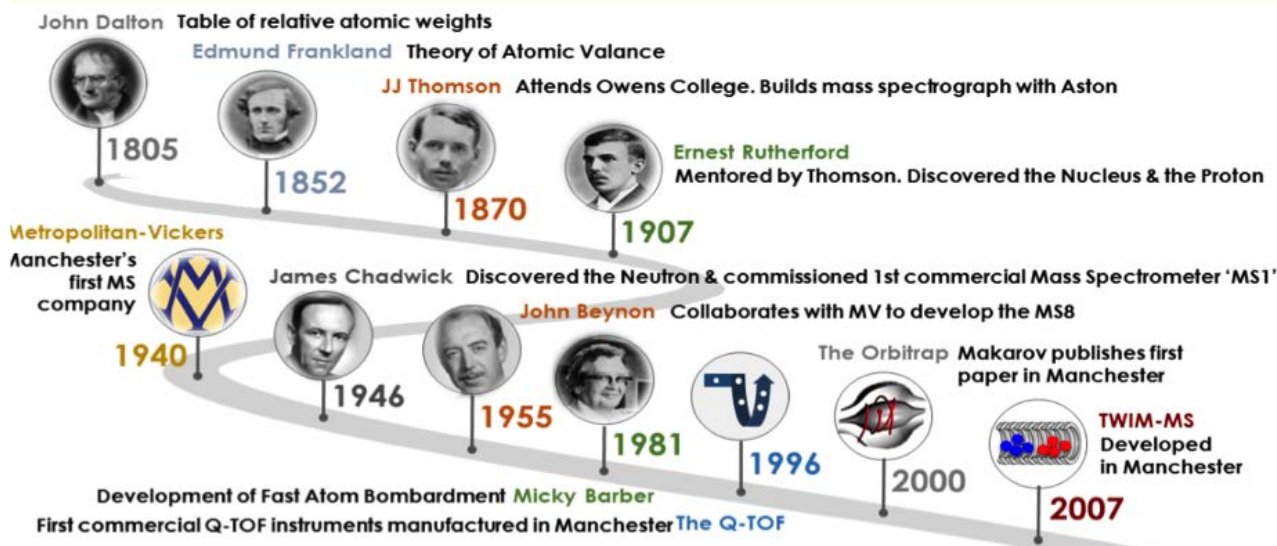 John Dalton Table of relative atomic weights
Edmund Frankland Theory of Atomic Valance
JJ Thomson Attends Owens College. Builds mass spectrograph with Aston
Ernest Rutherford
Mentored by Thomson. Discovered the Nucleus & the Proton
1805
1852
1870
1907
Metropolitan-Vickers
Manchester's
first MS
company
1940
James Chadwick Discovered the Neutron & commissioned 1st commercial Mass Spectrometer 'MS1'
1946
John Beynon Collaborates with MV to develop the MS8
1955
1981
1996
The Orbitrap Makarov publishes first
paper in Manchester
2000
TWIM-MS
Developed
in Manchester
2007
Development of Fast Atom Bombardment Micky Barber
First commercial Q-TOF instruments manufactured in Manchester The Q-TOF